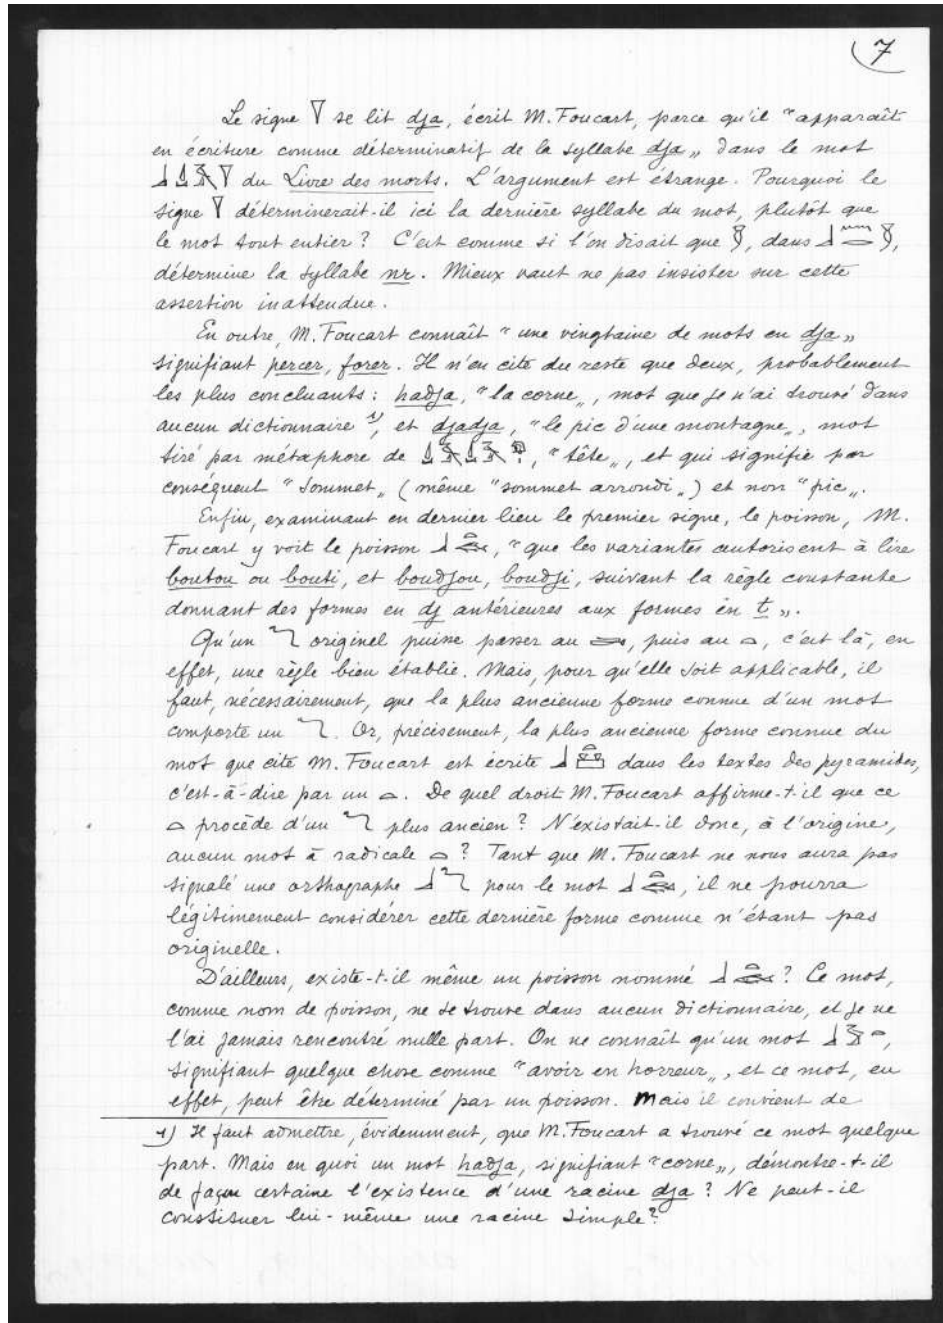 7
Le signe se lit dja, écrit M. Foucart, parce qu'il "apparaît
en écriture comme déterminatif de la syllabe dja„ dans le mot
du Livre des morts. L'argument est étrange. Pourquoi le
signe déterminerait-il ici la dernière syllabe du mot, plutôt que
le mot tout entier ? C'est comme si l'on disait que , dans ,
détermine la syllabe nr. Mieux vaut ne pas insister sur cette
assertion inattendue.
En outre, M. Foucart connaît "une vingtaine de mots en dja„
signifiant percer, forer. Il n'en cite du reste que deux, probablement
les plus concluants : hadja, "la corne„, mot que je n'ai trouvé dans
aucun dictionnaire 1), et djadja, "le pic d'une montagne„, mot
tiré par métaphore de , "tête„, et qui signifie par
conséquent "sommet„ (même "sommet arrondi„) et non "pic„.
Enfin, examinant en dernier lieu le premier signe, le poisson, M.
Foucart y voit le poisson , "que les variantes autorisent à lire
boutou ou bouti, et boudjou, boudji, suivant la règle constante
donnant des formes en dj antérieures aux formes en t„.
Qu'un originel puisse passer au , puis au , c'est là, en
effet, une règle bien établie. Mais, pour qu'elle soit applicable, il
faut, nécessairement, que la plus ancienne forme connue d'un mot
comporte un . Or, précisement, la plus ancienne forme connue du
mot que cite M. Foucart est écrite dans les textes des pyramides,
c'est-à-dire par un . De quel droit M. Foucart affirme-t-il que ce
procède d'un plus ancien ? N'existait-il donc, à l'origine,
aucun mot à radicale ? Tant que M. Foucart ne nous aura pas
signalé une orthographe pour le mot , il ne pourra
légitimement considérer cette dernière forme comme n'étant pas
originelle.
D'ailleurs, existe-t-il même un poisson nommé ? Ce mot,
comme nom de poisson, ne se trouve dans aucun dictionnaire, et je ne
l'ai jamais rencontré nulle part. On ne connaît qu'un mot ,
signifiant quelque chose comme "avoir en horreur„, et ce mot, en
effet, peut être déterminé par un poisson. Mais il convient de
1) Il faut admettre, évidemment, que M. Foucart a trouvé ce mot quelque
part. Mais en quoi un mot hadja, signifiant "corne„, démontre-t-il
de façon certaine l'existence d'une racine dja ? Ne peut-il
constituer lui-même une racine simple ?